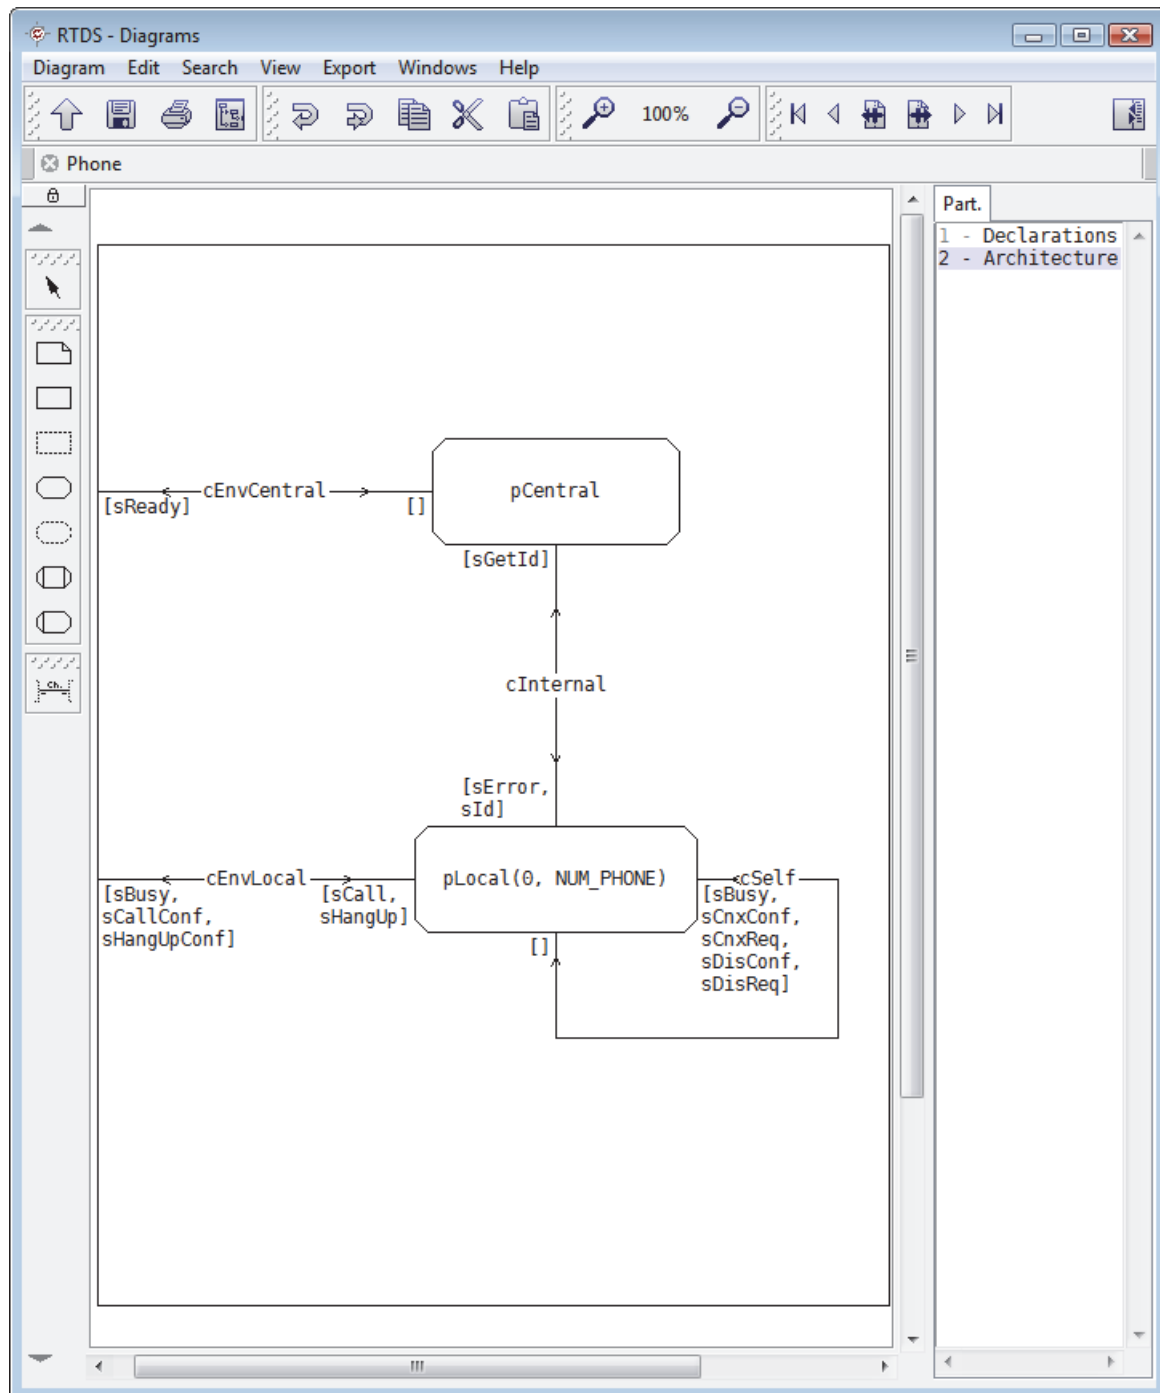 RTDS - Diagrams
Diagram Edit Search View Export Windows Help
100%
Phone
Part.
1 - Declarations
2 - Architecture
cEnvCentral
pCentral
[sReady]
[]
[sGetId]
cInternal
[sError,
sId]
cEnvLocal
pLocal(0, NUM_PHONE)
cSelf
[sBusy,
sCallConf,
sHangUpConf]
[sCall,
sHangUp]
[sBusy,
sCnxConf,
sCnxReq,
sDisConf,
sDisReq]
[]
Ch.